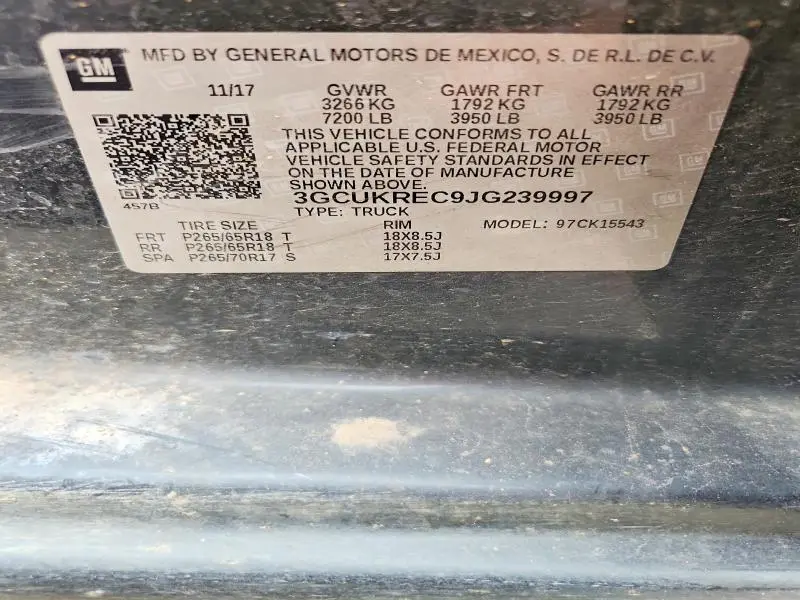 GM MFD BY GENERAL MOTORS DE MEXICO, S. DE R.L. DE C.V.
11/17 GVWR GAWR FRT GAWR RR
3266 KG 1792 KG 1792 KG
7200 LB 3950 LB 3950 LB
THIS VEHICLE CONFORMS TO ALL
APPLICABLE U.S. FEDERAL MOTOR
VEHICLE SAFETY STANDARDS IN EFFECT
ON THE DATE OF MANUFACTURE
SHOWN ABOVE.
3GCUKREC9JG239997
457B
TYPE: TRUCK MODEL: 97CK15543
TIRE SIZE RIM
FRT P265/65R18 T 18X8.5J
RR P265/65R18 T 18X8.5J
SPA P265/70R17 S 17X7.5J